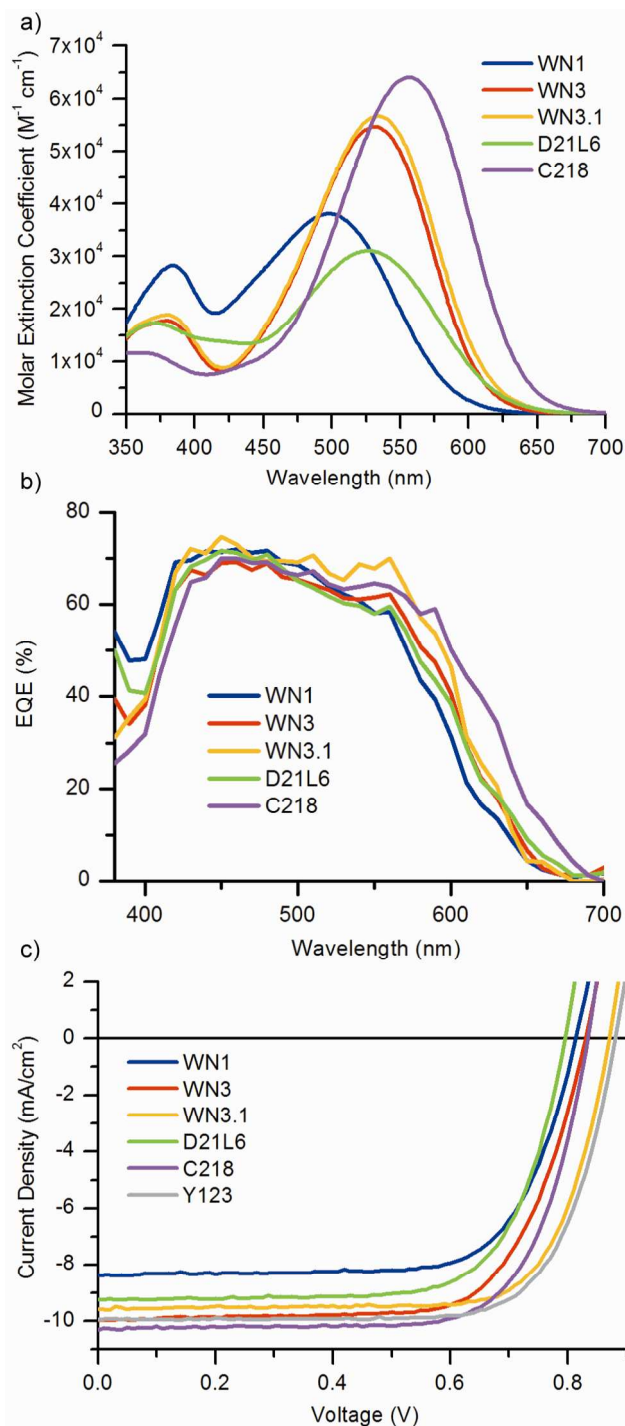 a)
Molar Extinction Coefficient (M⁻¹ cm⁻¹)
7x10⁴
6x10⁴
5x10⁴
4x10⁴
3x10⁴
2x10⁴
1x10⁴
0
WN1
WN3
WN3.1
D21L6
C218
350 400 450 500 550 600 650 700
Wavelength (nm)
b)
EQE (%)
80
60
40
20
0
WN1
WN3
WN3.1
D21L6
C218
400 500 600 700
Wavelength (nm)
c)
Current Density (mA/cm²)
2
0
-2
-4
-6
-8
-10
WN1
WN3
WN3.1
D21L6
C218
Y123
0.0 0.2 0.4 0.6 0.8
Voltage (V)